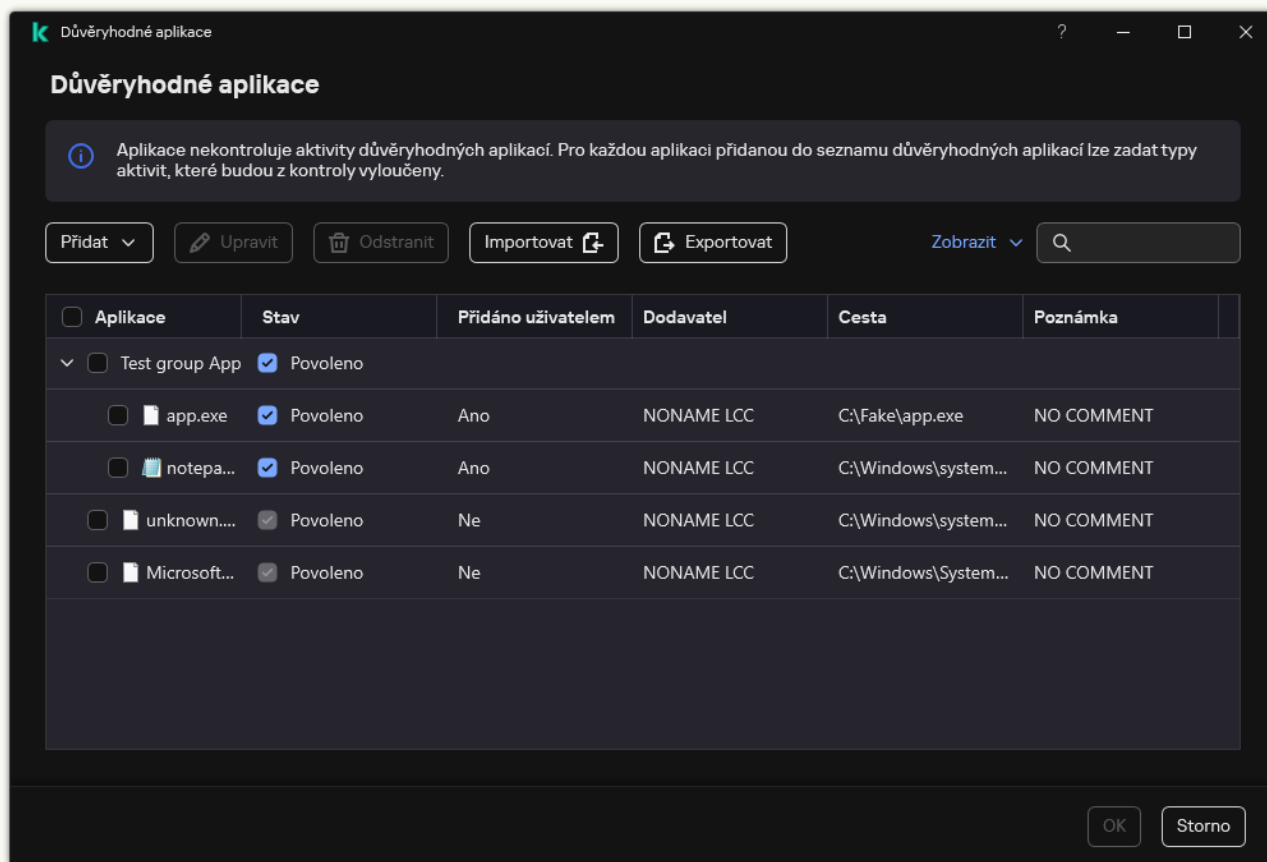 Důvěryhodné aplikace
Důvěryhodné aplikace
Aplikace nekontroluje aktivity důvěryhodných aplikací. Pro každou aplikaci přidanou do seznamu důvěryhodných aplikací lze zadat typy
aktivit, které budou z kontroly vyloučeny.
Přidat Upravit Odstranit Importovat Exportovat Zobrazit
Aplikace Stav Přidáno uživatelem Dodavatel Cesta Poznámka
Test group App Povoleno
app.exe Povoleno Ano NONAME LCC C:\Fake\app.exe NO COMMENT
notepa... Povoleno Ano NONAME LCC C:\Windows\system... NO COMMENT
unknown.... Povoleno Ne NONAME LCC C:\Windows\system... NO COMMENT
Microsoft... Povoleno Ne NONAME LCC C:\Windows\System... NO COMMENT
OK Storno